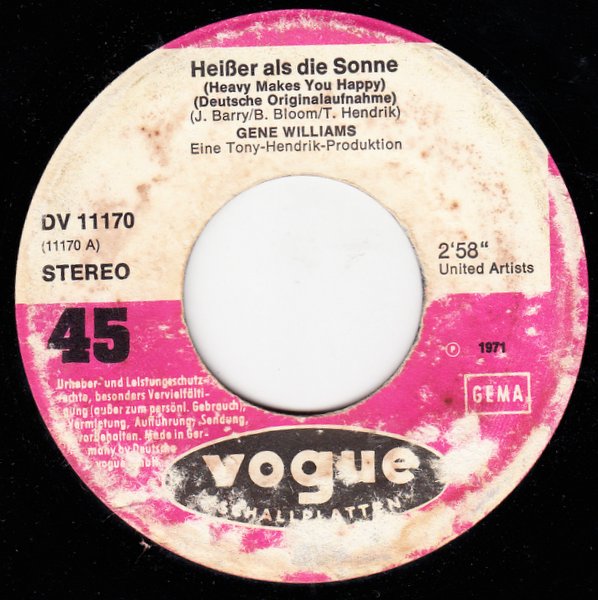 Heißer als die Sonne
(Heavy Makes You Happy)
(Deutsche Originalaufnahme)
(J. Barry/B. Bloom/T. Hendrik)
GENE WILLIAMS
Eine Tony-Hendrik-Produktion
DV 11170
(11170 A)
STEREO
2'58"
United Artists
45
℗ 1971
GEMA
Urheber- und Leistungsschutz-
rechte, besonders Vervielfälti-
gung (außer zum persönl. Gebrauch),
Vermietung, Aufführung, Sendung,
vorbehalten. Made in Ger-
many by Deutsche
vogue
vogue
SCHALLPLATTEN